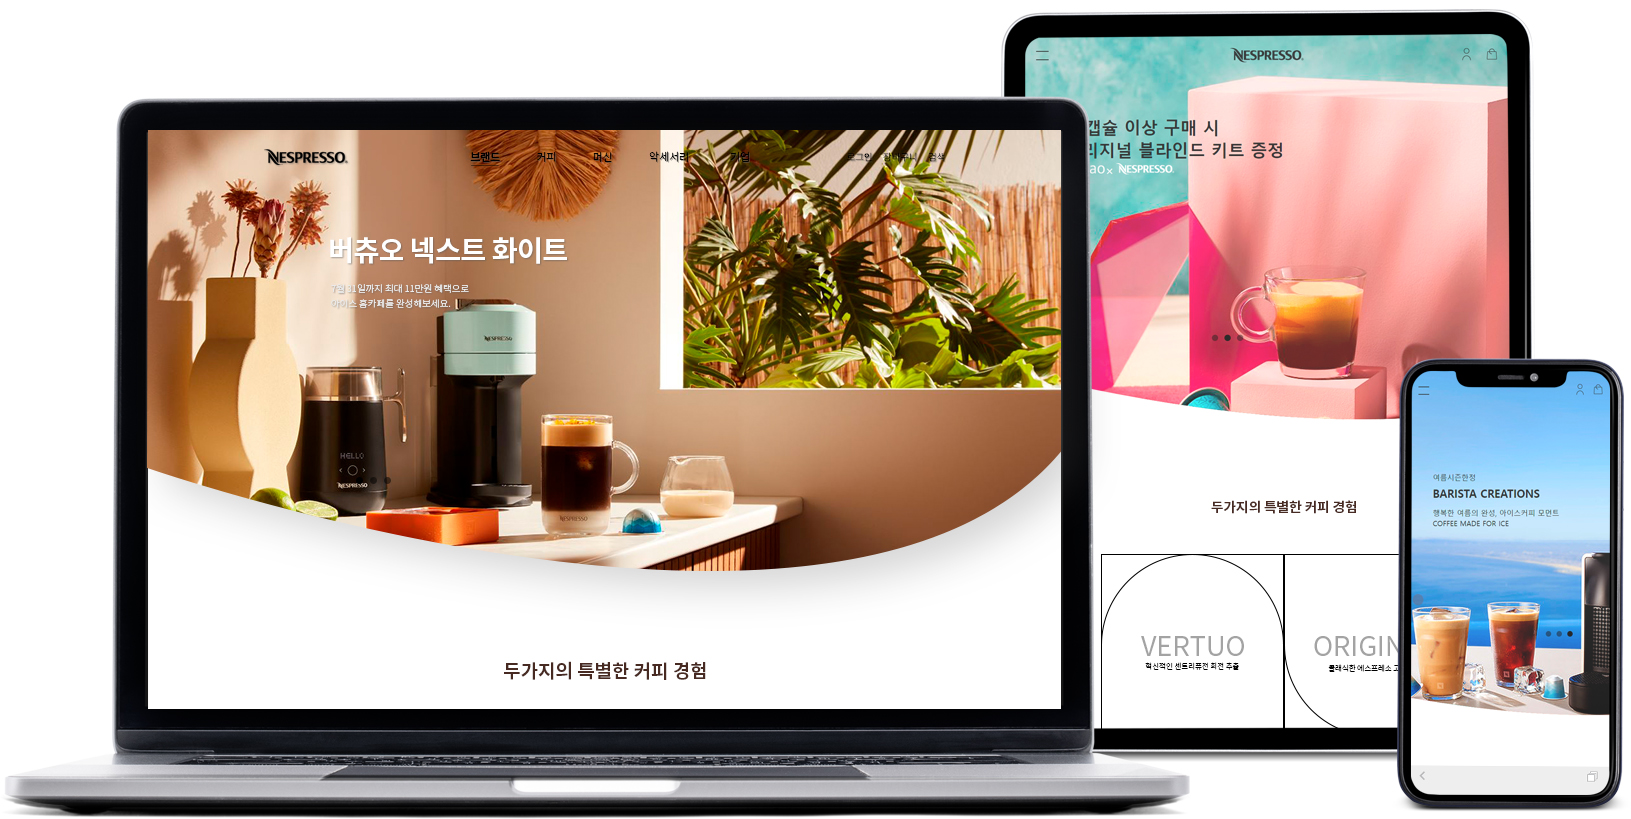 NESPRESSO.
브랜드 커피 머신 악세서리 기업
로그인 장바구니 검색
버츄오 넥스트 화이트
7월 11일까지 최대 11만원 혜택으로
아이스 홈카페를 완성해보세요.
NESPRESSO
HELLO
NESPRESSO
NESPRESSO
두가지의 특별한 커피 경험
NESPRESSO.
캡슐 이상 구매 시
리지널 블라인드 키트 증정
ao× NESPRESSO.
두가지의 특별한 커피 경험
VERTUO
혁신적인 센트리퓨전 회전 추출
ORIGIN
클래식한 에스프레소 고
여름시즌한정
BARISTA CREATIONS
행복한 여름의 완성, 아이스커피 모먼트
COFFEE MADE FOR ICE